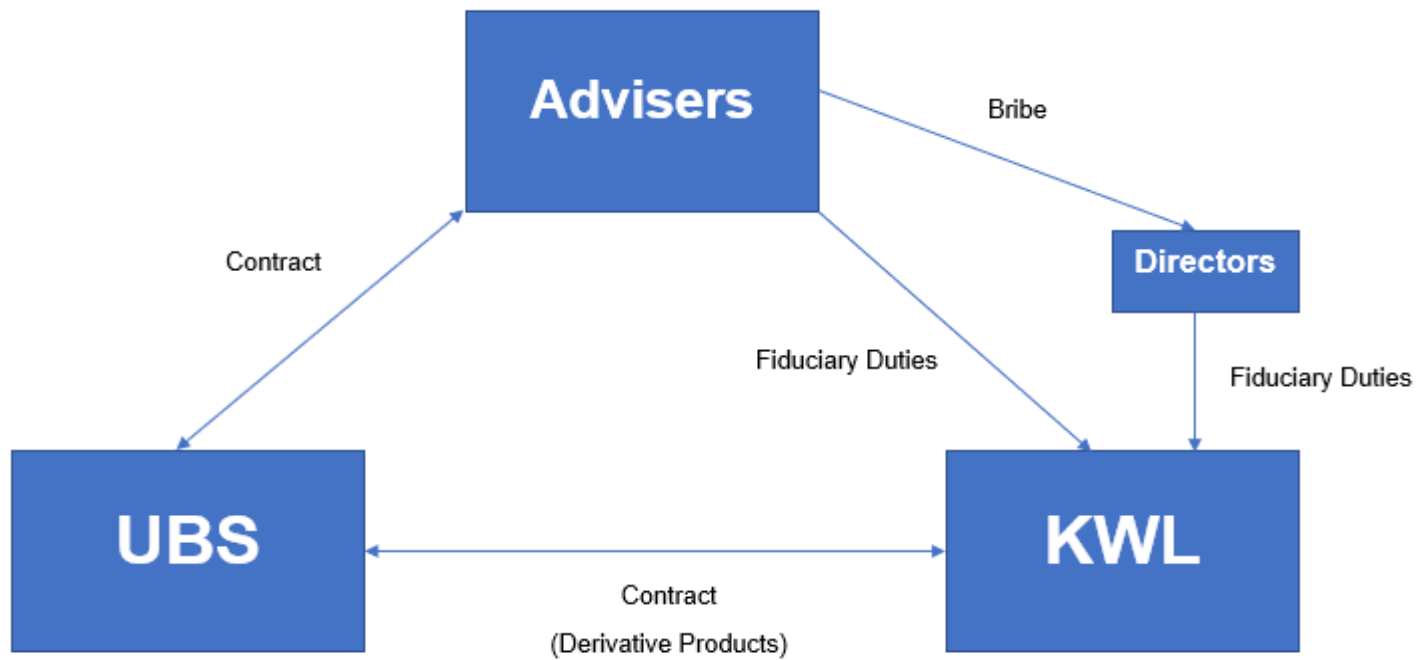 Advisers
Bribe
Directors
Contract
Fiduciary Duties
Fiduciary Duties
UBS
KWL
Contract
(Derivative Products)